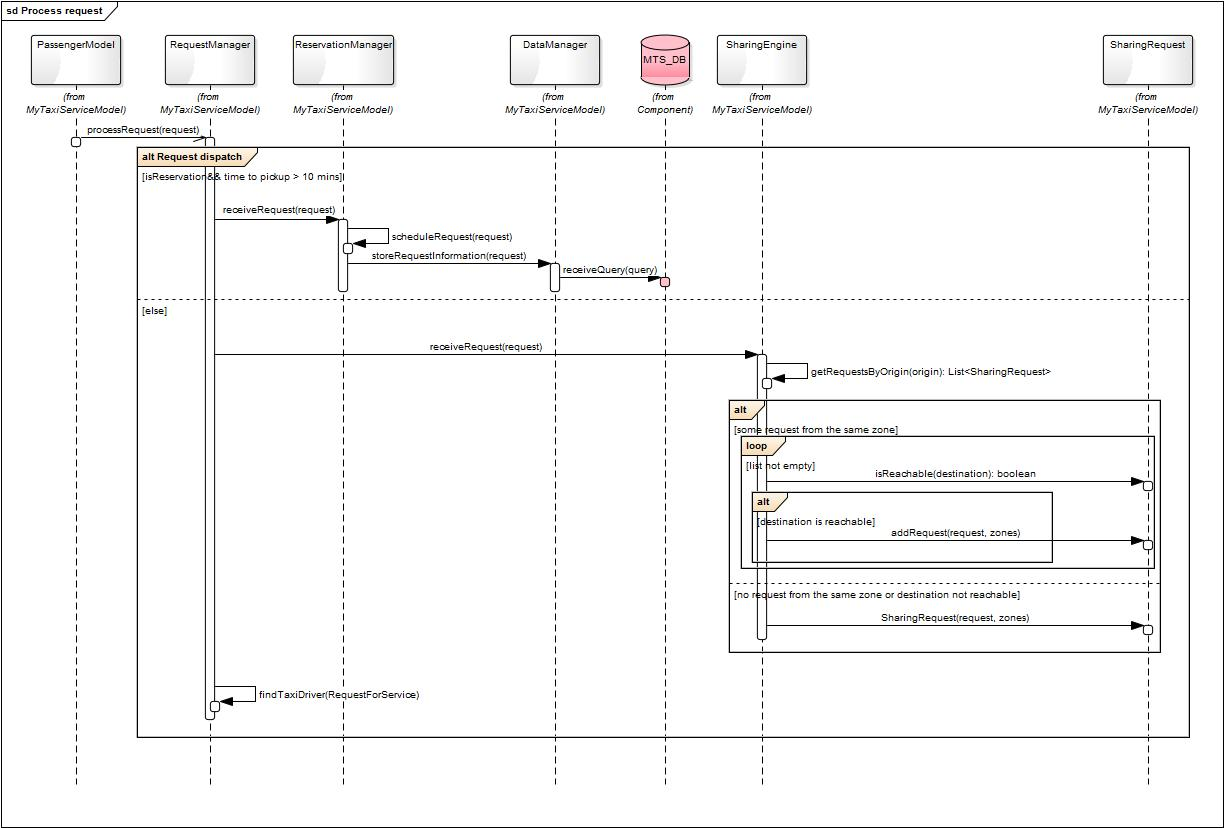 sd Process request
PassengerModel
RequestManager
ReservationManager
DataManager
MTS_DB
SharingEngine
SharingRequest
(from
MyTaxiServiceModel)
(from
MyTaxiServiceModel)
(from
MyTaxiServiceModel)
(from
MyTaxiServiceModel)
(from
Component)
(from
MyTaxiServiceModel)
(from
MyTaxiServiceModel)
processRequest(request)
alt Request dispatch
[isReservation&& time to pickup > 10 mins]
receiveRequest(request)
scheduleRequest(request)
storeRequestInformation(request)
receiveQuery(query)
[else]
receiveRequest(request)
getRequestsByOrigin(origin): List<SharingRequest>
alt
[some request from the same zone]
loop
[list not empty]
isReachable(destination): boolean
alt
[destination is reachable]
addRequest(request, zones)
[no request from the same zone or destination not reachable]
SharingRequest(request, zones)
findTaxiDriver(RequestForService)